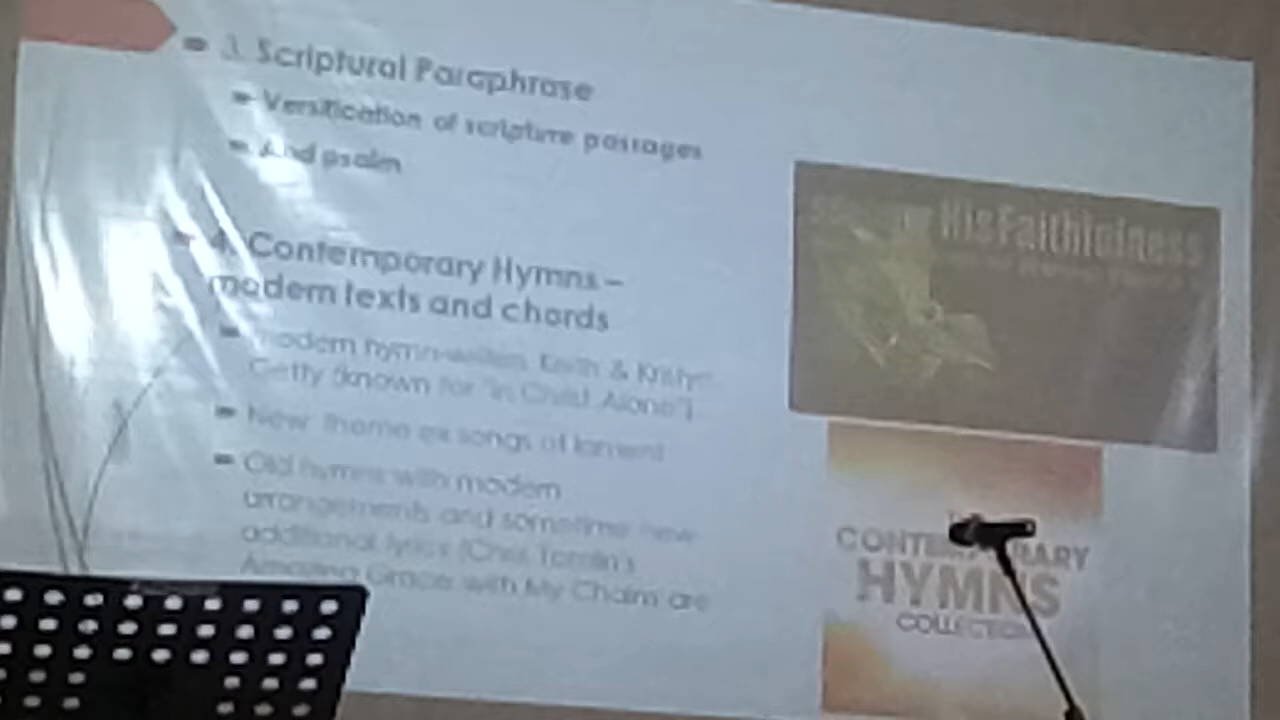 3. Scriptural Paraphrase
Versification of scripture passages
And psalm
4. Contemporary Hymns –
modern texts and chords
modern hymn-writers Keith & Kristyn
Getty (known for "In Christ Alone")
New theme ex songs of lament
Old hymns with modern
arrangements and sometime new
additional lyrics (Chris Tomlin's
Amazing Grace with My Chains are
HisFaithfulness
CONTEMPORARY
HYMNS
COLLECTION